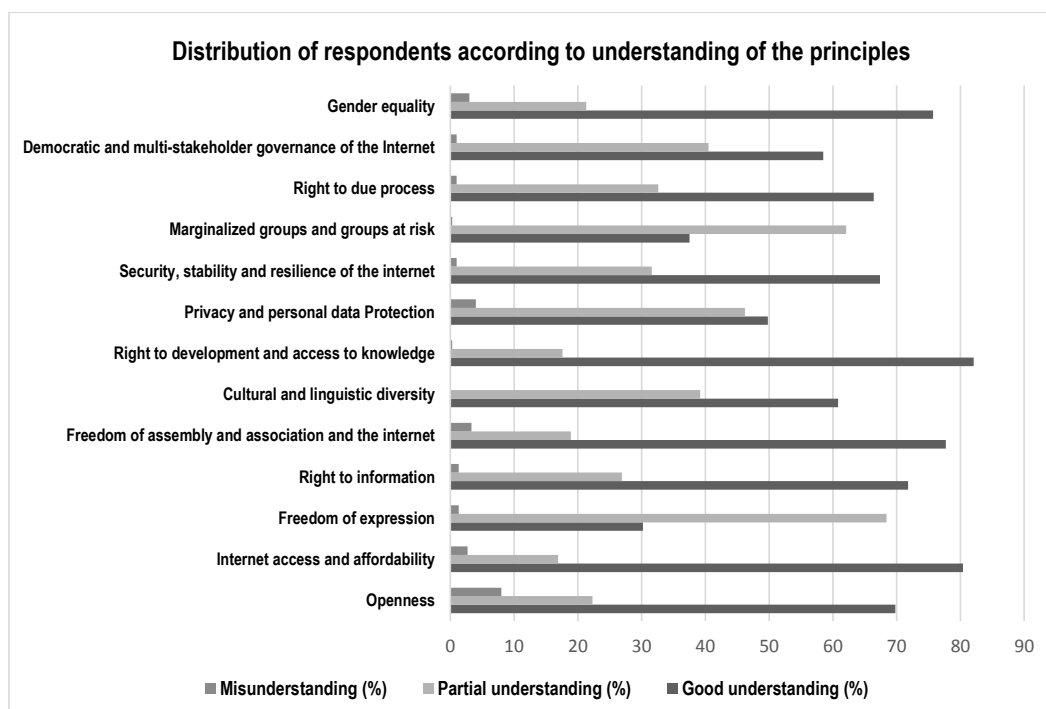 Distribution of respondents according to understanding of the principles
Gender equality
Democratic and multi-stakeholder governance of the Internet
Right to due process
Marginalized groups and groups at risk
Security, stability and resilience of the internet
Privacy and personal data Protection
Right to development and access to knowledge
Cultural and linguistic diversity
Freedom of assembly and association and the internet
Right to information
Freedom of expression
Internet access and affordability
Openness
0 10 20 30 40 50 60 70 80 90
Misunderstanding (%) Partial understanding (%) Good understanding (%)